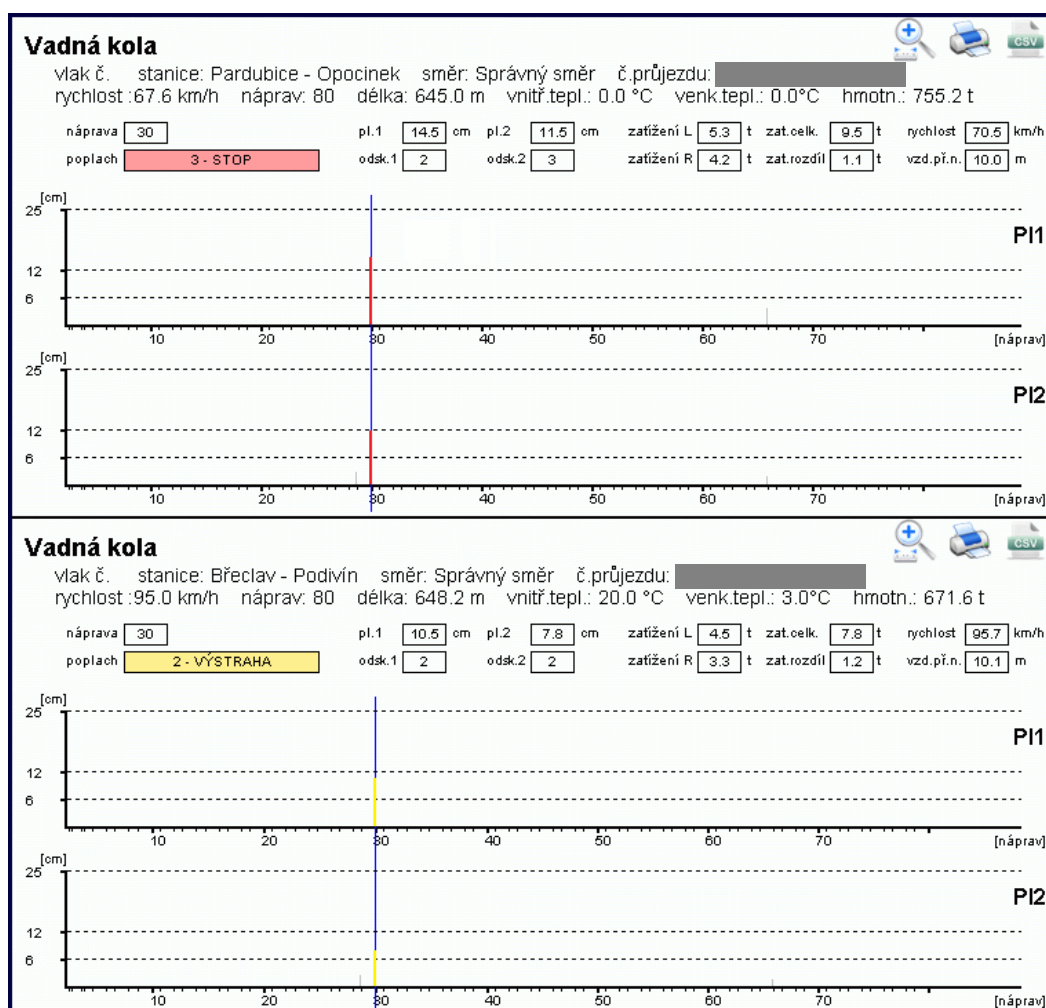 Vadná kola
CSV
vlak č. stanice: Pardubice - Opocinek směr: Správný směr č.průjezdu:
rychlost :67.6 km/h náprav: 80 délka: 645.0 m vnitř.tepl.: 0.0 °C venk.tepl.: 0.0°C hmotn.: 755.2 t
náprava 30 pl.1 14.5 cm pl.2 11.5 cm zatížení L 5.3 t zat.celk. 9.5 t rychlost 70.5 km/h
poplach 3 - STOP odsk.1 2 odsk.2 3 zatížení R 4.2 t zat.rozdíl 1.1 t vzd.př.n. 10.0 m
[cm]
25
Pl1
12
6
10 20 30 40 50 60 70 [náprav]
[cm]
25
Pl2
12
6
10 20 30 40 50 60 70 [náprav]
Vadná kola
CSV
vlak č. stanice: Břeclav - Podivín směr: Správný směr č.průjezdu:
rychlost :95.0 km/h náprav: 80 délka: 648.2 m vnitř.tepl.: 20.0 °C venk.tepl.: 3.0°C hmotn.: 671.6 t
náprava 30 pl.1 10.5 cm pl.2 7.8 cm zatížení L 4.5 t zat.celk. 7.8 t rychlost 95.7 km/h
poplach 2 - VÝSTRAHA odsk.1 2 odsk.2 2 zatížení R 3.3 t zat.rozdíl 1.2 t vzd.př.n. 10.1 m
[cm]
25
Pl1
12
6
10 20 30 40 50 60 70 [náprav]
[cm]
25
Pl2
12
6
10 20 30 40 50 60 70 [náprav]